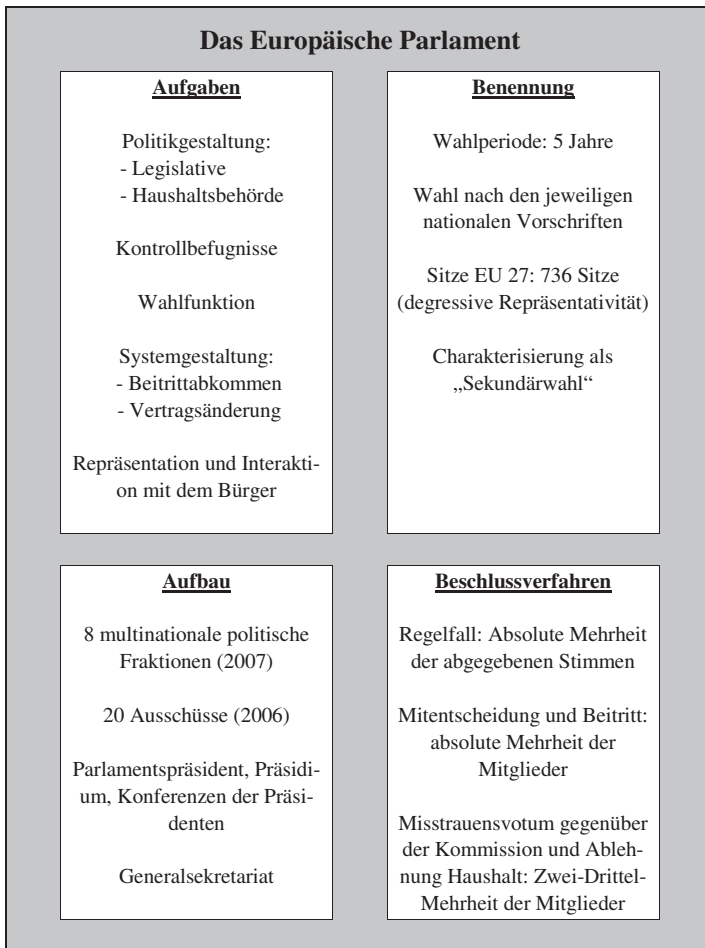 Das Europäische Parlament
Aufgaben
Politikgestaltung:
- Legislative
- Haushaltsbehörde
Kontrollbefugnisse
Wahlfunktion
Systemgestaltung:
- Beitrittabkommen
- Vertragsänderung
Repräsentation und Interakti-
on mit dem Bürger
Benennung
Wahlperiode: 5 Jahre
Wahl nach den jeweiligen
nationalen Vorschriften
Sitze EU 27: 736 Sitze
(degressive Repräsentativität)
Charakterisierung als
„Sekundärwahl“
Aufbau
8 multinationale politische
Fraktionen (2007)
20 Ausschüsse (2006)
Parlamentspräsident, Präsidi-
um, Konferenzen der Präsi-
denten
Generalsekretariat
Beschlussverfahren
Regelfall: Absolute Mehrheit
der abgegebenen Stimmen
Mitentscheidung und Beitritt:
absolute Mehrheit der
Mitglieder
Misstrauensvotum gegenüber
der Kommission und Ableh-
nung Haushalt: Zwei-Drittel-
Mehrheit der Mitglieder